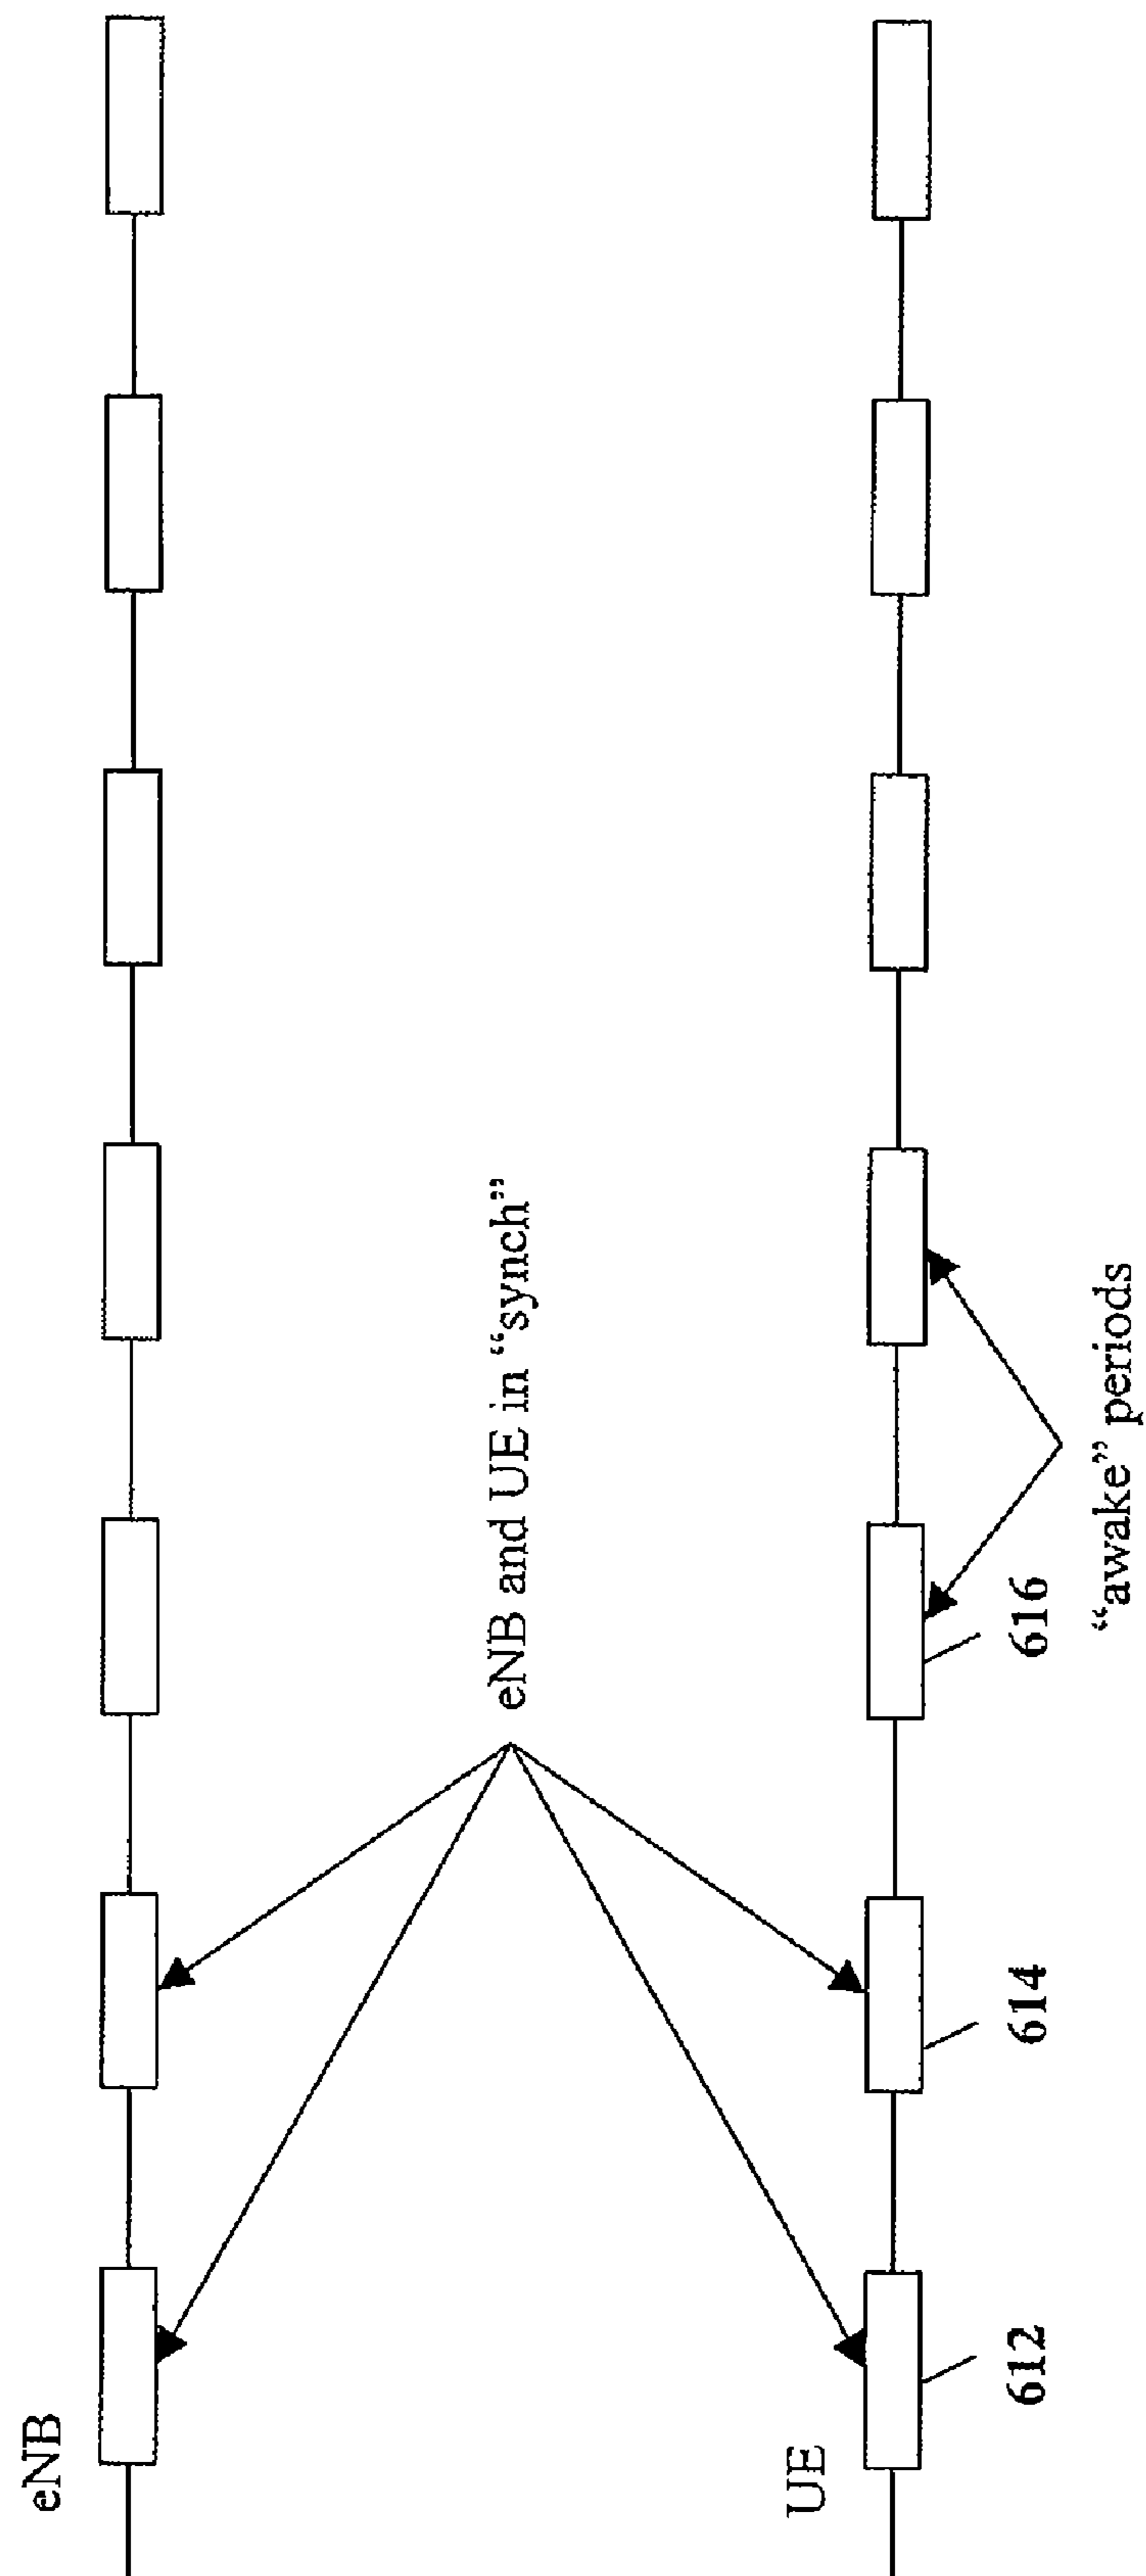 eNB
eNB and UE in “synch”
UE
612
614
616
“awake” periods